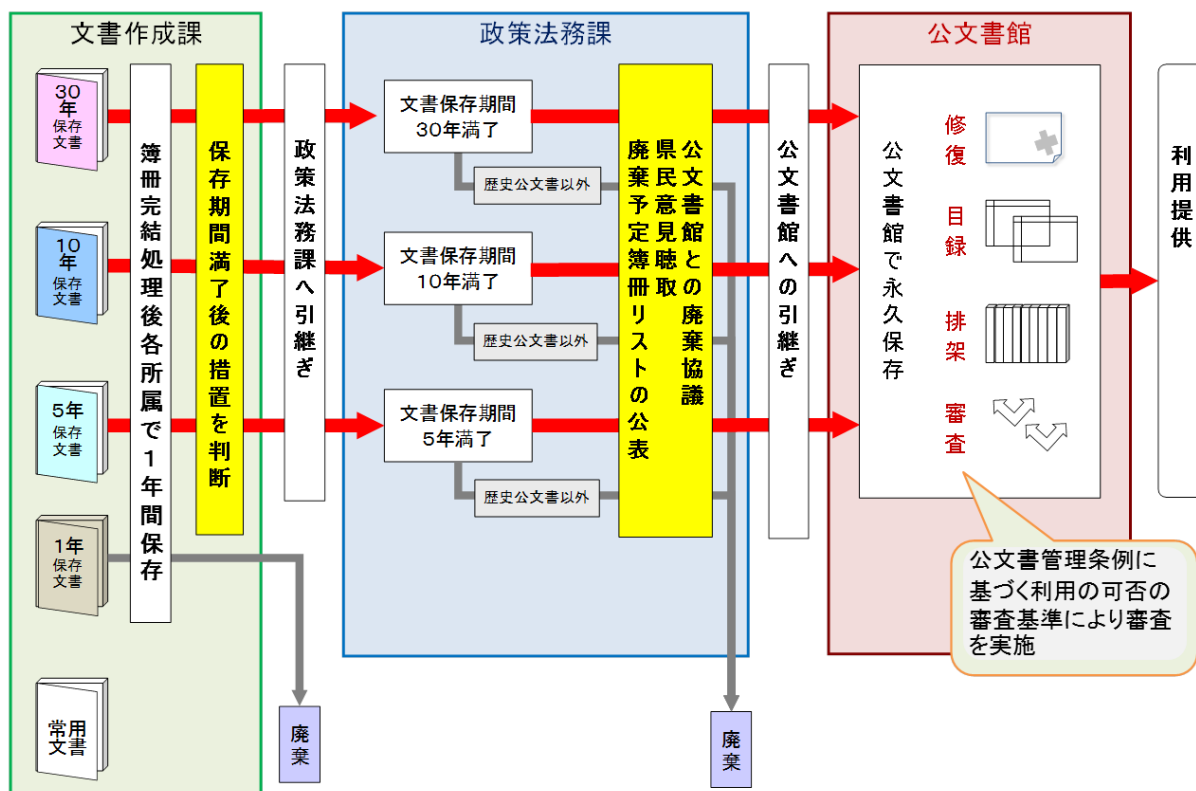 文書作成課
30年
保存
文書
10年
保存
文書
5年
保存
文書
1年
保存
文書
常用
文書
簿冊完結処理後各所属で1年間保存
保存期間満了後の措置を判断
廃棄
政策法務課へ引継ぎ
政策法務課
文書保存期間
30年満了
歴史公文書以外
文書保存期間
10年満了
歴史公文書以外
文書保存期間
5年満了
歴史公文書以外
公文書館との廃棄協議
県民意見聴取
廃棄予定簿冊リストの公表
廃棄
公文書館への引継ぎ
公文書館
公文書館で永久保存
修復
目録
排架
審査
公文書管理条例に
基づく利用の可否の
審査基準により審査
を実施
利用提供